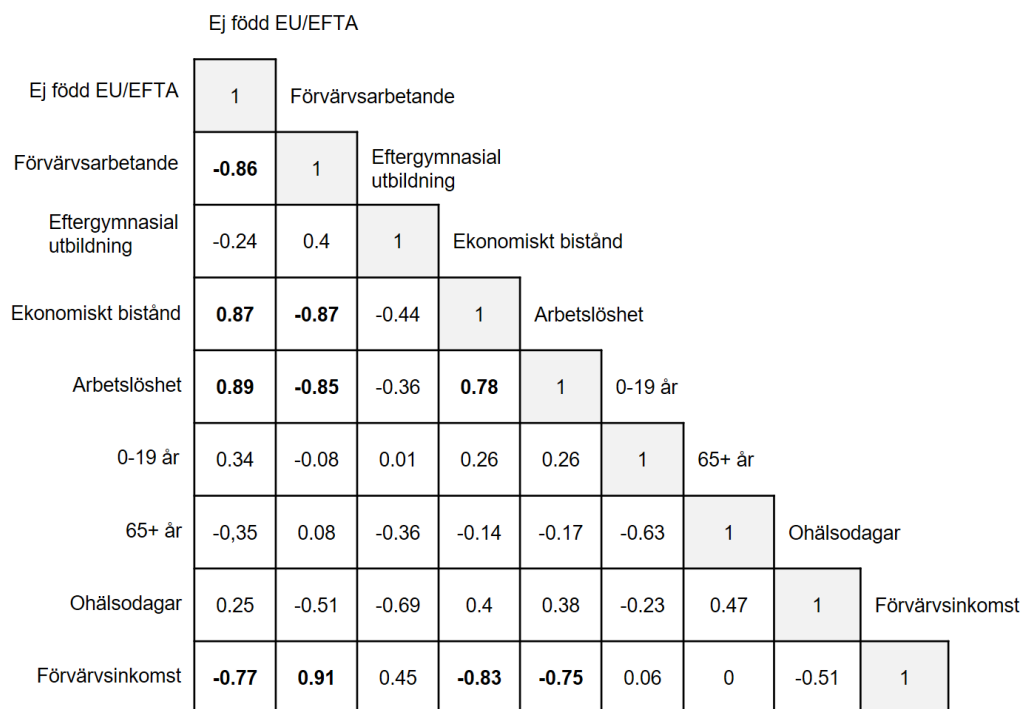 Ej född EU/EFTA
Ej född EU/EFTA 1 Förvärvsarbetande
Förvärvsarbetande -0.86 1 Eftergymnasial
utbildning
Eftergymnasial
utbildning -0.24 0.4 1 Ekonomiskt bistånd
Ekonomiskt bistånd 0.87 -0.87 -0.44 1 Arbetslöshet
Arbetslöshet 0.89 -0.85 -0.36 0.78 1 0-19 år
0-19 år 0.34 -0.08 0.01 0.26 0.26 1 65+ år
65+ år -0,35 0.08 -0.36 -0.14 -0.17 -0.63 1 Ohälsodagar
Ohälsodagar 0.25 -0.51 -0.69 0.4 0.38 -0.23 0.47 1 Förvärvsinkomst
Förvärvsinkomst -0.77 0.91 0.45 -0.83 -0.75 0.06 0 -0.51 1